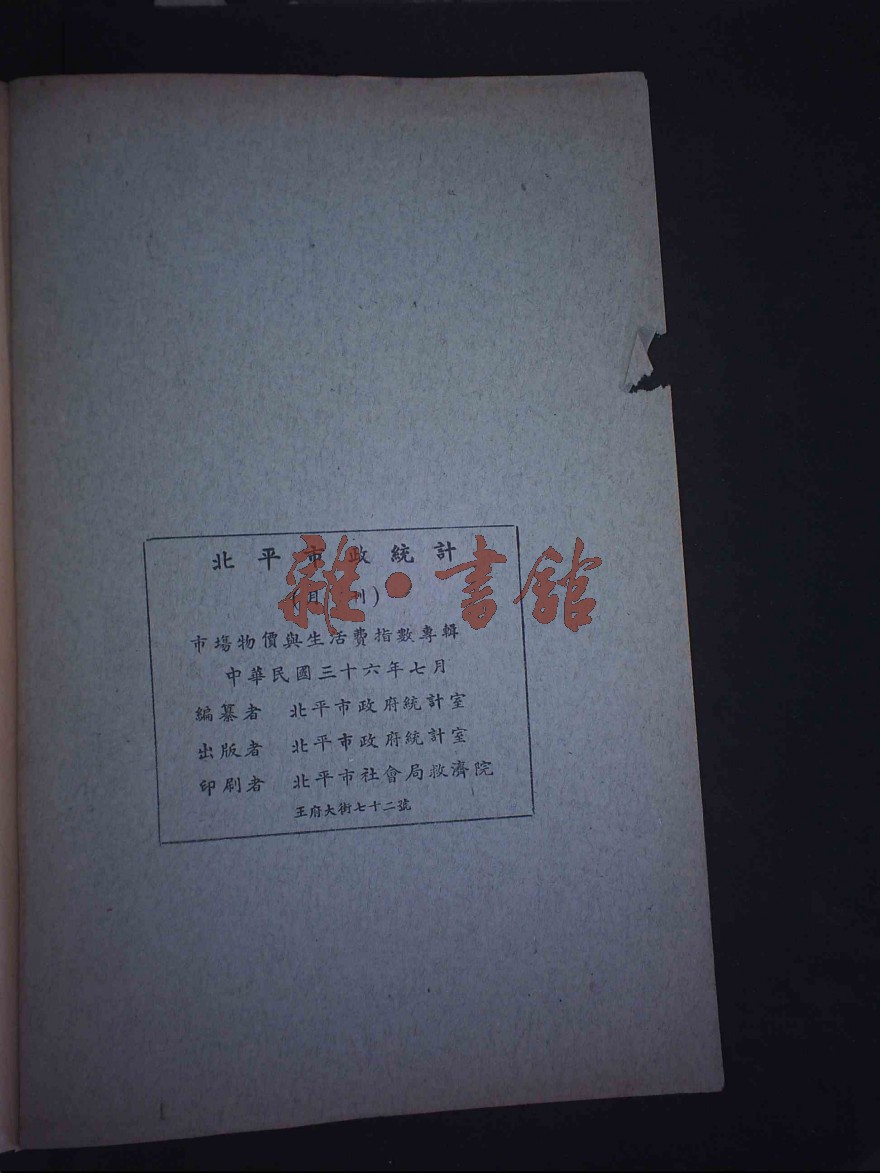 北平市政統計
（月刊）
市場物價與生活費指數專輯
中華民國三十六年七月
編纂者　北平市政府統計室
出版者　北平市政府統計室
印刷者　北平市社會局救濟院
王府大街七十二號
雜·書館